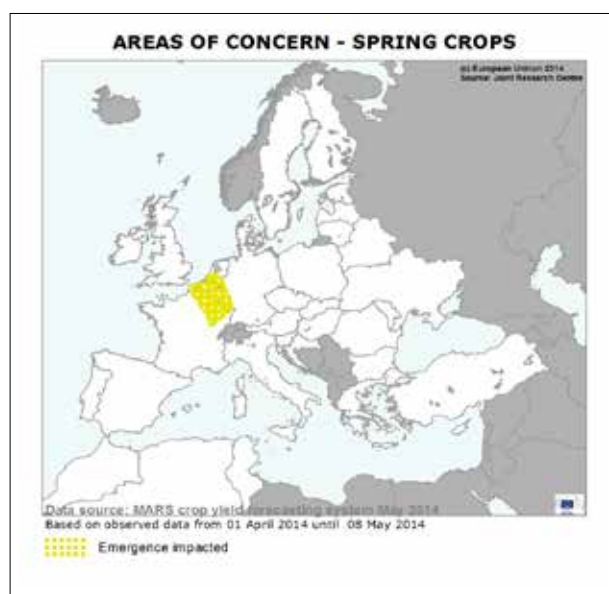 AREAS OF CONCERN - SPRING CROPS
(c) European Union 2014
Source: Joint Research Centre
Data source: MARS crop yield forecasting system May 2014
Based on observed data from 01 April 2014 until 08 May 2014
Emergence impacted